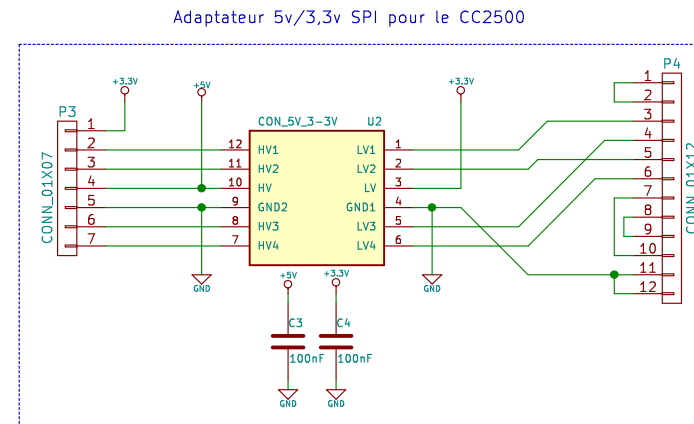 Adaptateur 5v/3,3v SPI pour le CC2500
P3
CONN_01X07
1
2
3
4
5
6
7
+3.3V
+5V
CON_5V_3-3V
U2
12 HV1 LV1 1
11 HV2 LV2 2
10 HV LV 3
9 GND2 GND1 4
8 HV3 LV3 5
7 HV4 LV4 6
GND
+3.3V
GND
+5V
C3
100nF
GND
+3.3V
C4
100nF
GND
P4
CONN_01X12
1
2
3
4
5
6
7
8
9
10
11
12